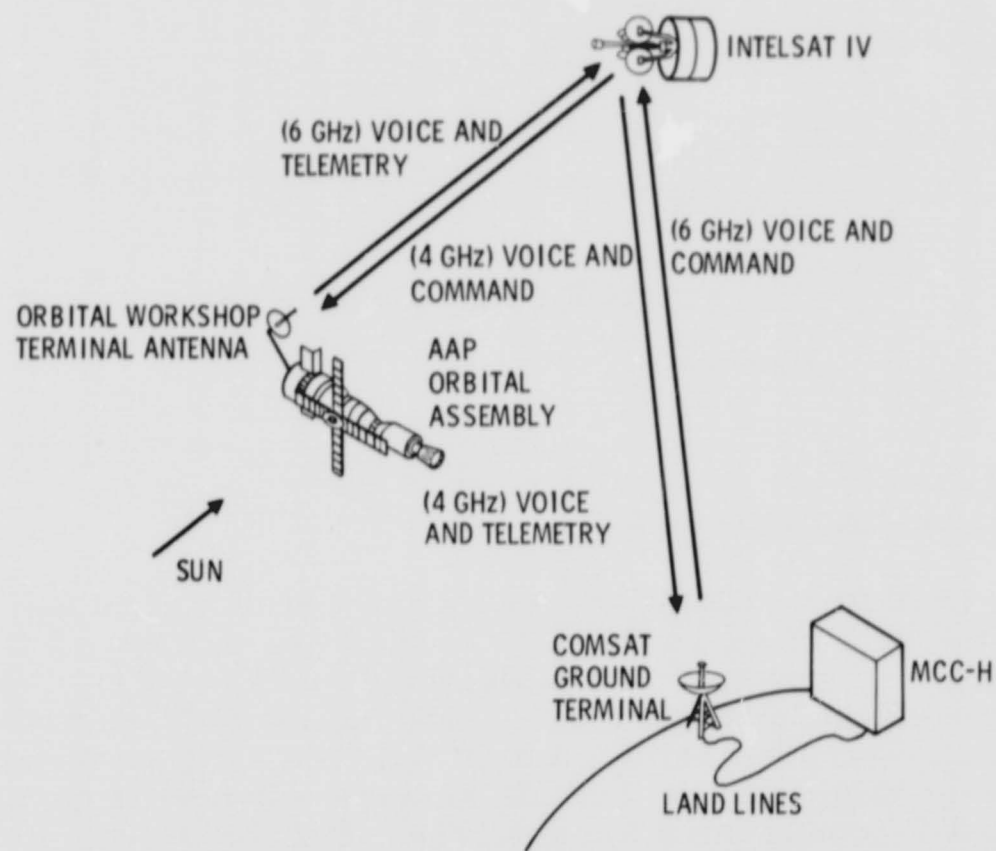 INTELSAT IV
(6 GHz) VOICE AND
TELEMETRY
(6 GHz) VOICE AND
COMMAND
(4 GHz) VOICE AND
COMMAND
ORBITAL WORKSHOP
TERMINAL ANTENNA
AAP
ORBITAL
ASSEMBLY
(4 GHz) VOICE
AND TELEMETRY
SUN
COMSAT
GROUND
TERMINAL
MCC-H
LAND LINES